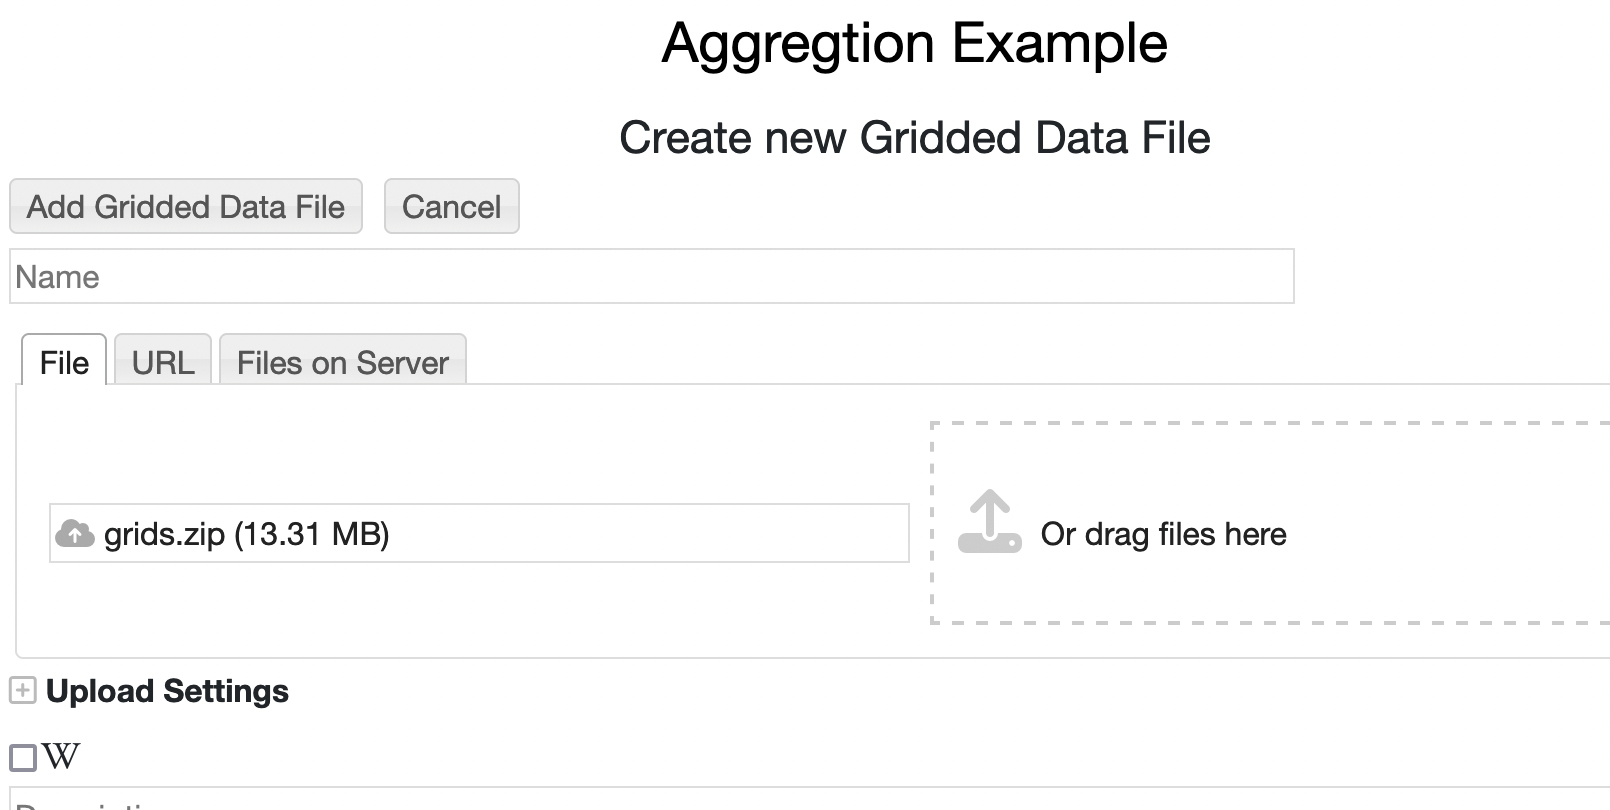 Aggregtion Example
Create new Gridded Data File
Add Gridded Data File Cancel
Name
File URL Files on Server
grids.zip (13.31 MB) Or drag files here
Upload Settings
W